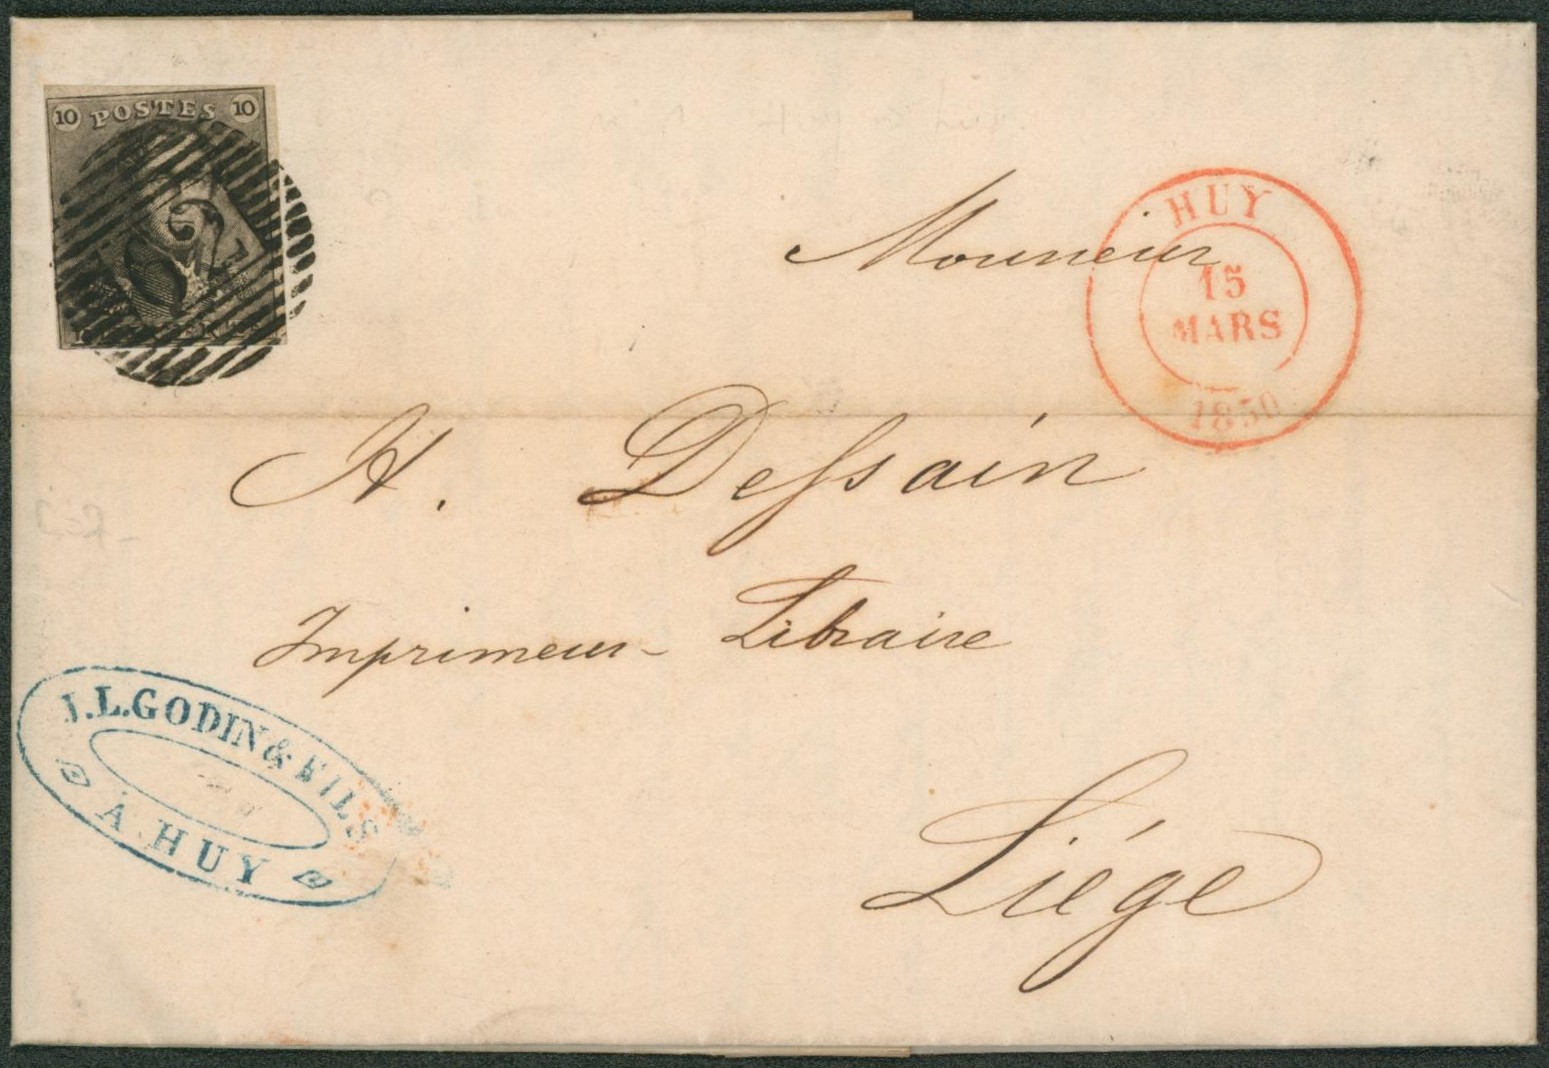 10 POSTES 10
HUY
15
MARS
1850
Monsieur
H. Dessain
Imprimeur-Libraire
Liége
J. L. GODIN & FILS
À HUY